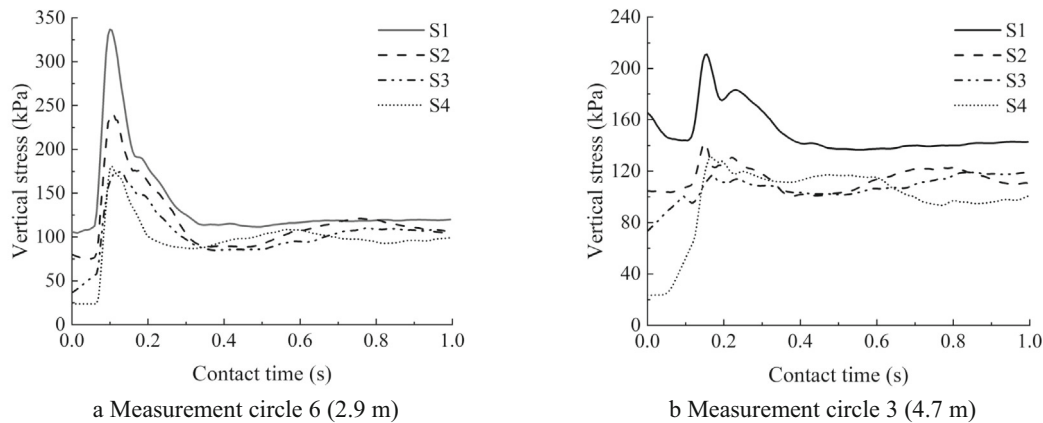 350
300
250
200
150
100
50
0
Vertical stress (kPa)
S1
S2
S3
S4
0.0 0.2 0.4 0.6 0.8 1.0
Contact time (s)
a Measurement circle 6 (2.9 m)
240
200
160
120
80
40
0
Vertical stress (kPa)
S1
S2
S3
S4
0.0 0.2 0.4 0.6 0.8 1.0
Contact time (s)
b Measurement circle 3 (4.7 m)